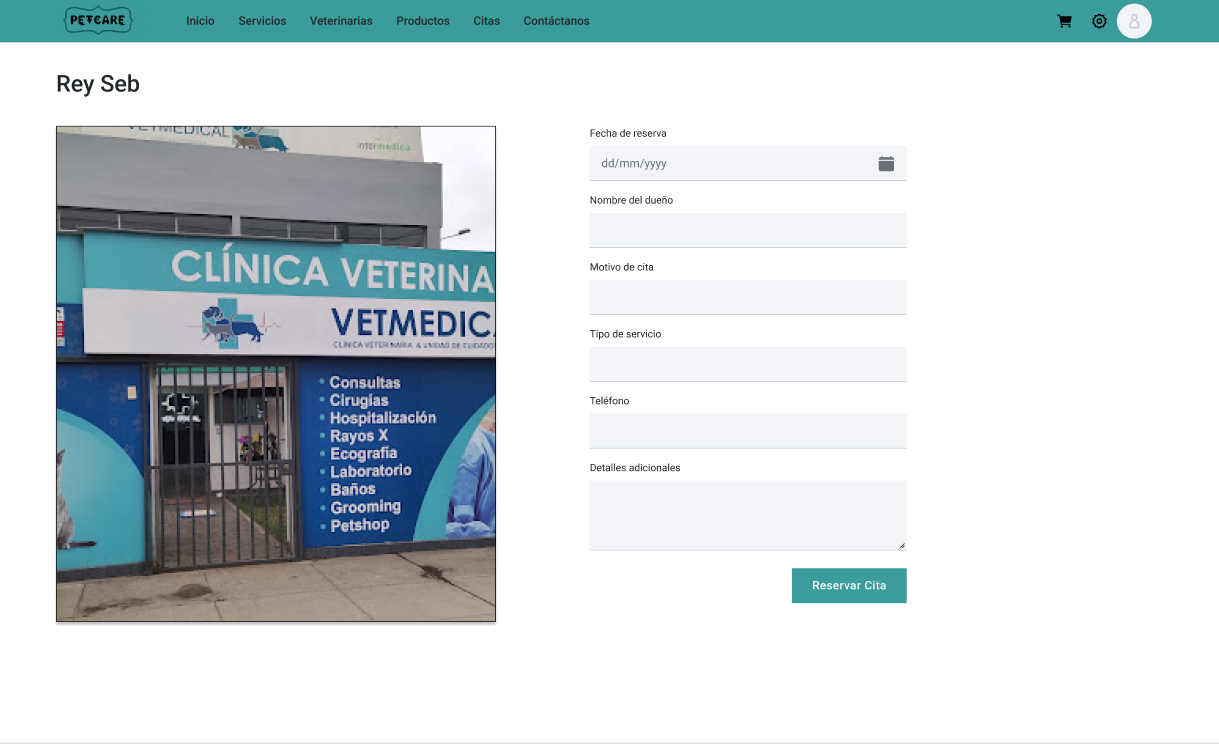 PETCARE
Inicio
Servicios
Veterinarias
Productos
Citas
Contáctanos
Rey Seb
VETMEDICAL
intermedica
CLÍNICA VETERINA
VETMEDICA
CLÍNICA VETERINARIA & UNIDAD DE CUIDADO
• Consultas
• Cirugías
• Hospitalización
• Rayos X
• Ecografía
• Laboratorio
• Baños
• Grooming
• Petshop
Fecha de reserva
dd/mm/yyyy
Nombre del dueño
Motivo de cita
Tipo de servicio
Teléfono
Detalles adicionales
Reservar Cita